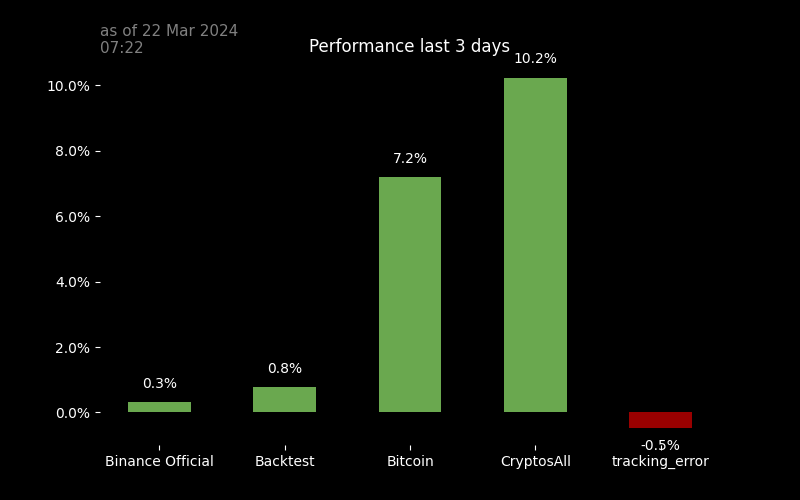 as of 22 Mar 2024
07:22
Performance last 3 days
10.2%
10.0%
8.0%
7.2%
6.0%
4.0%
2.0%
0.8%
0.3%
0.0%
-0.5%
Binance Official
Backtest
Bitcoin
CryptosAll
tracking_error